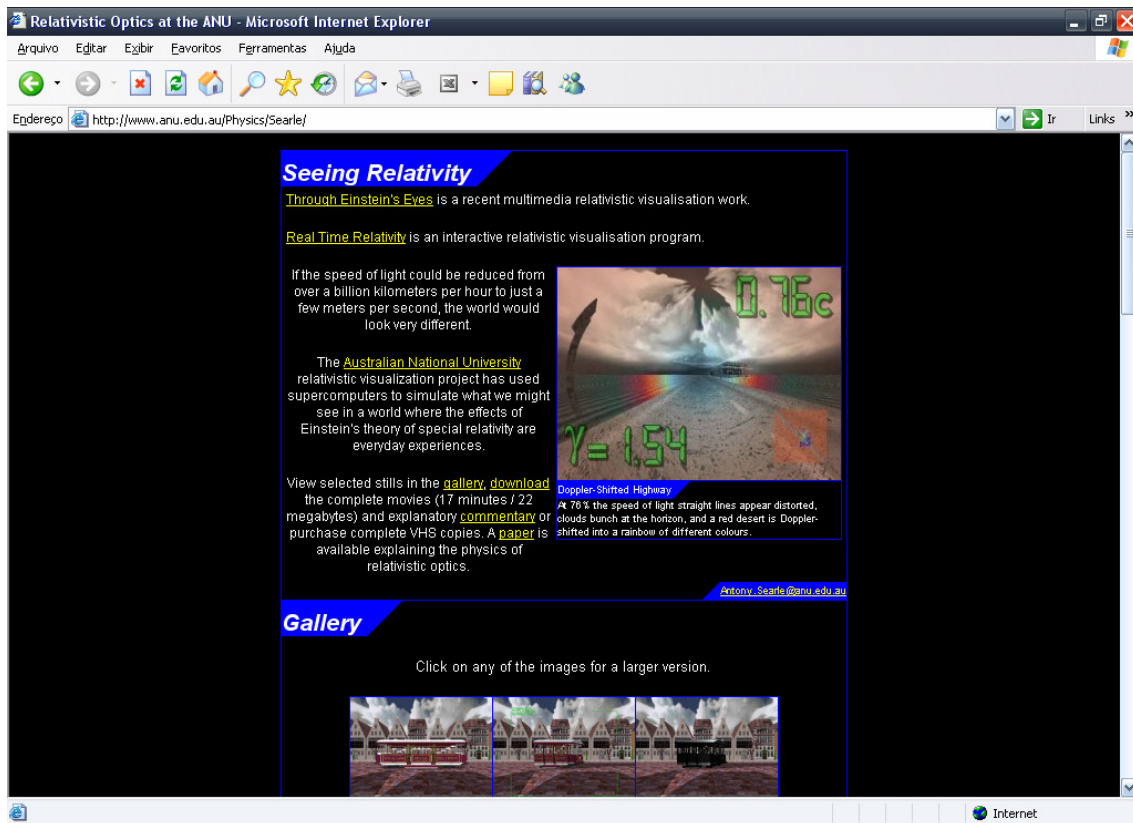 Relativistic Optics at the ANU - Microsoft Internet Explorer
Arquivo Editar Exibir Favoritos Ferramentas Ajuda
Endereço http://www.anu.edu.au/Physics/Searle/ Ir Links »
Seeing Relativity
Through Einstein's Eyes is a recent multimedia relativistic visualisation work.
Real Time Relativity is an interactive relativistic visualisation program.
If the speed of light could be reduced from
over a billion kilometers per hour to just a
few meters per second, the world would
look very different.
The Australian National University
relativistic visualization project has used
supercomputers to simulate what we might
see in a world where the effects of
Einstein's theory of special relativity are
everyday experiences.
View selected stills in the gallery, download
the complete movies (17 minutes / 22
megabytes) and explanatory commentary or
purchase complete VHS copies. A paper is
available explaining the physics of
relativistic optics.
0.76c
γ= 1.54
Doppler-Shifted Highway
At 76% the speed of light straight lines appear distorted,
clouds bunch at the horizon, and a red desert is Doppler-
shifted into a rainbow of different colours.
Antony.Searle@anu.edu.au
Gallery
Click on any of the images for a larger version.
Internet